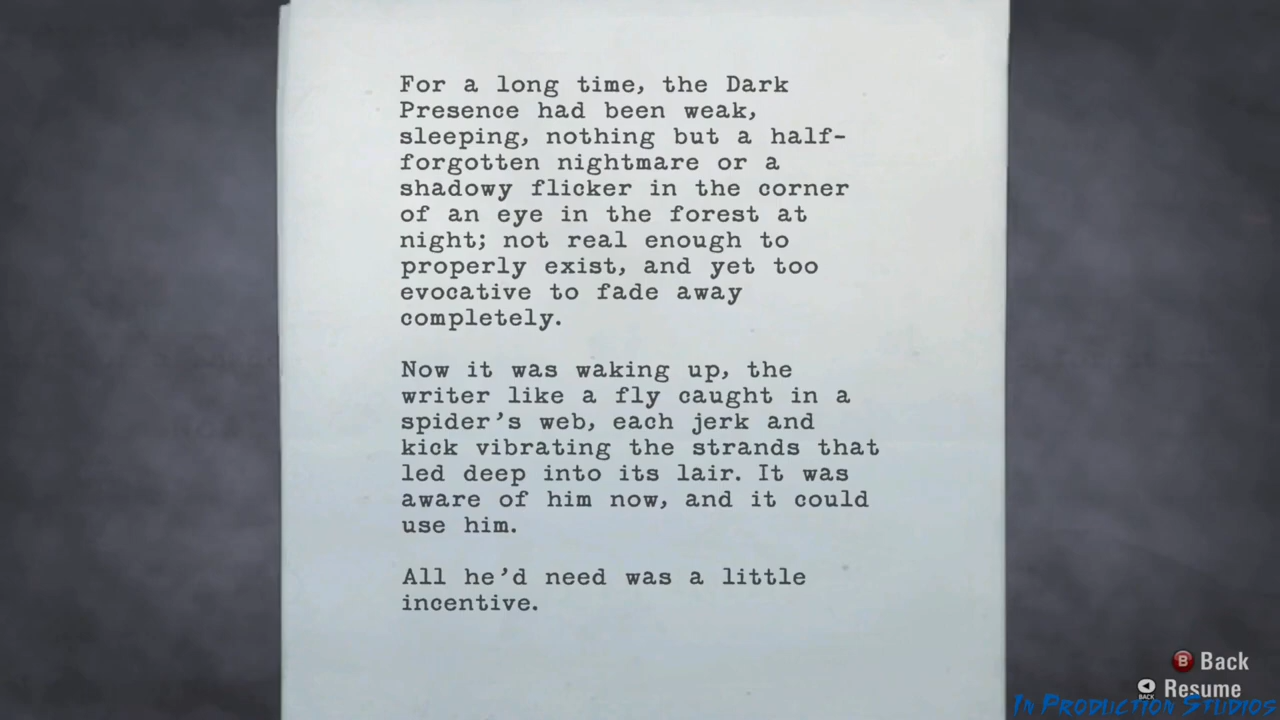 For a long time, the Dark
Presence had been weak,
sleeping, nothing but a half-
forgotten nightmare or a
shadowy flicker in the corner
of an eye in the forest at
night; not real enough to
properly exist, and yet too
evocative to fade away
completely.
Now it was waking up, the
writer like a fly caught in a
spider's web, each jerk and
kick vibrating the strands that
led deep into its lair. It was
aware of him now, and it could
use him.
All he'd need was a little
incentive.
B Back
BACK Resume
In Production Studios